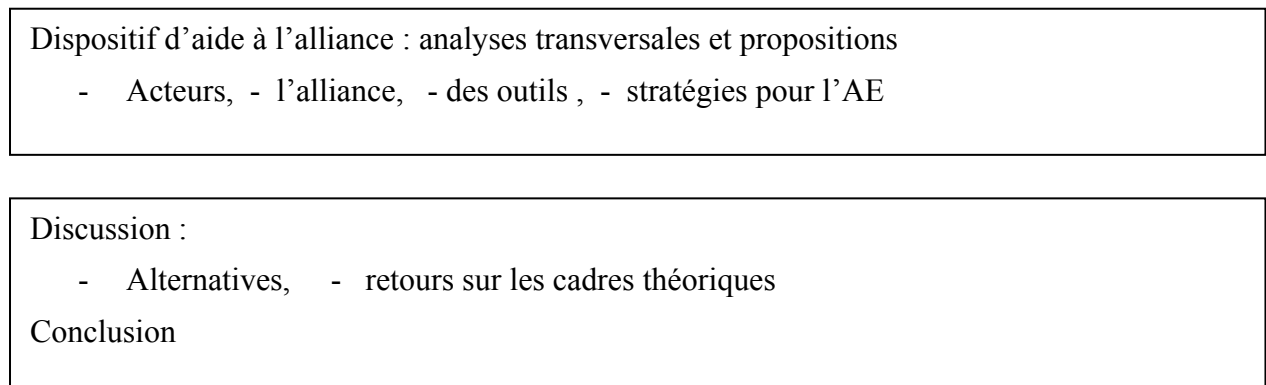 Dispositif d’aide à l’alliance : analyses transversales et propositions
- Acteurs, - l’alliance, - des outils , - stratégies pour l’AE
Discussion :
- Alternatives, - retours sur les cadres théoriques
Conclusion